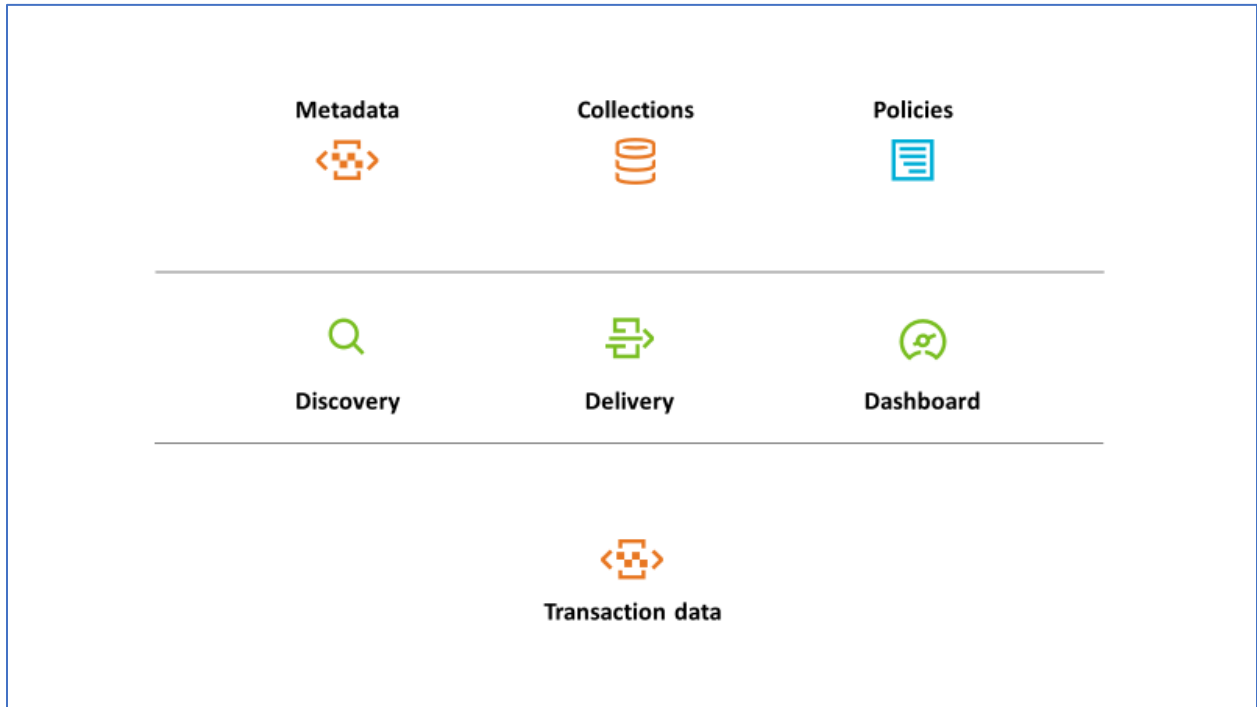 Metadata
Collections
Policies
Discovery
Delivery
Dashboard
Transaction data